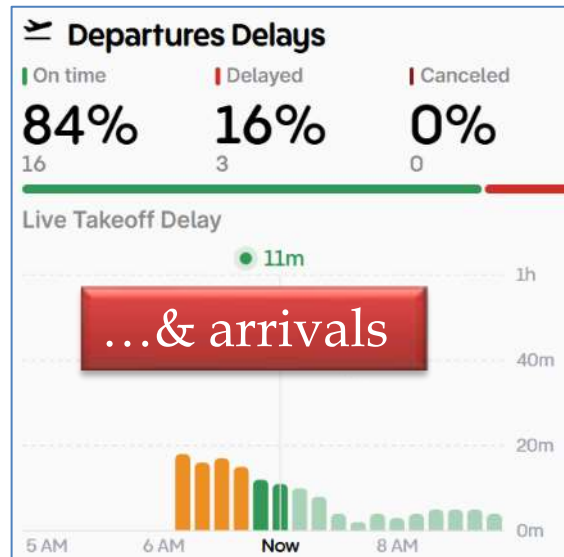 Departures Delays
On time Delayed Canceled
84% 16% 0%
16 3 0
Live Takeoff Delay
11m
1h
...& arrivals
40m
20m
0m
5 AM 6 AM Now 8 AM